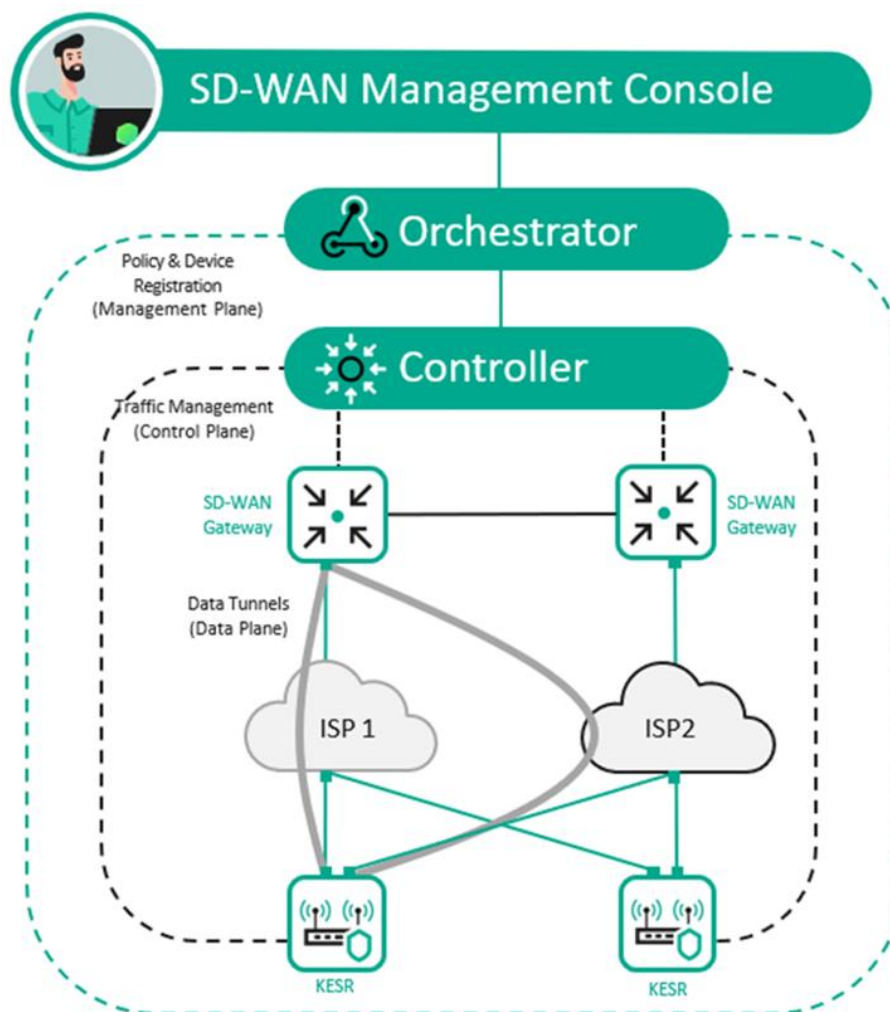 SD-WAN Management Console
Orchestrator
Policy & Device
Registration
(Management Plane)
Controller
Traffic Management
(Control Plane)
SD-WAN
Gateway
SD-WAN
Gateway
Data Tunnels
(Data Plane)
ISP 1
ISP2
KESR
KESR